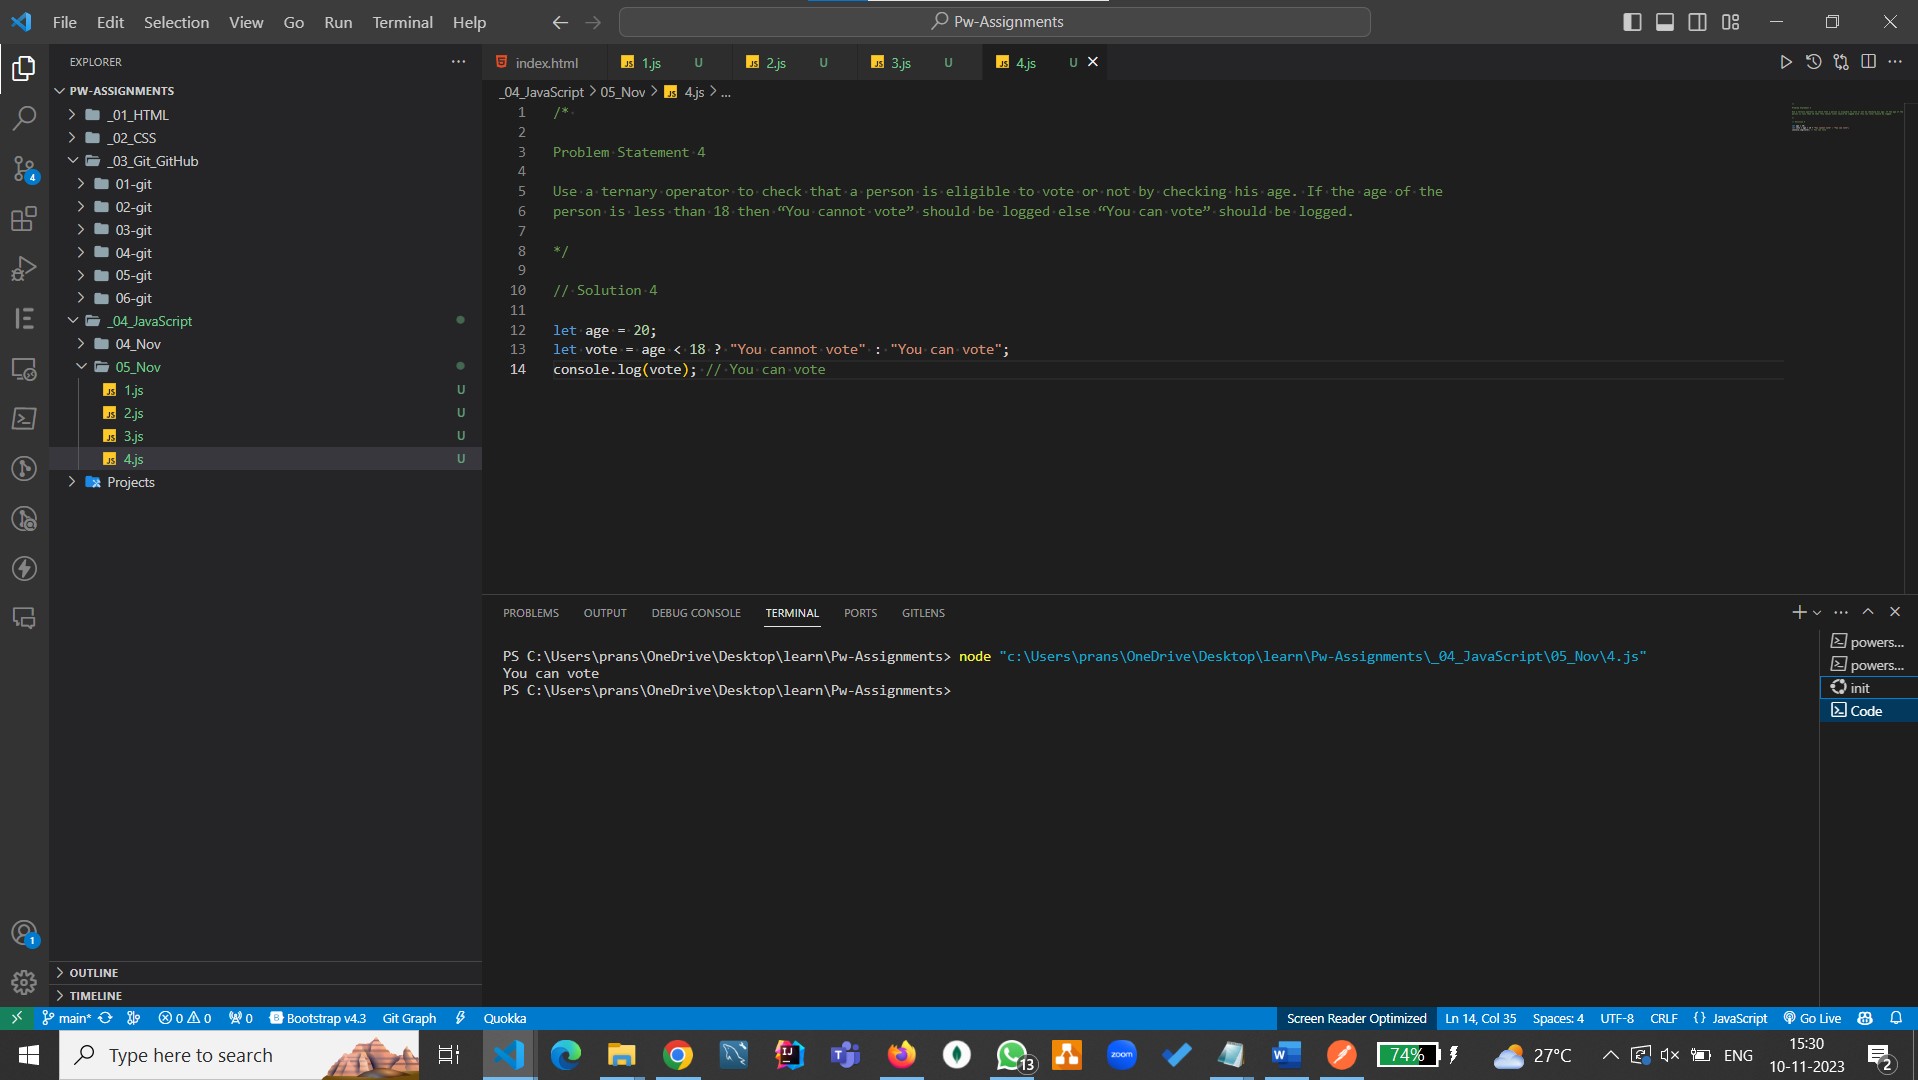 File Edit Selection View Go Run Terminal Help
Pw-Assignments
EXPLORER
PW-ASSIGNMENTS
_01_HTML
_02_CSS
_03_Git_GitHub
01-git
02-git
03-git
04-git
05-git
06-git
_04_JavaScript
04_Nov
05_Nov
1.js U
2.js U
3.js U
4.js U
Projects
OUTLINE
TIMELINE
4
1
index.html 1.js U 2.js U 3.js U 4.js U
_04_JavaScript > 05_Nov > JS 4.js > ...
1 /*
2
3 Problem Statement 4
4
5 Use a ternary operator to check that a person is eligible to vote or not by checking his age. If the age of the
6 person is less than 18 then “You cannot vote” should be logged else “You can vote” should be logged.
7
8 */
9
10 // Solution 4
11
12 let age = 20;
13 let vote = age < 18 ? "You cannot vote" : "You can vote";
14 console.log(vote); // You can vote
PROBLEMS OUTPUT DEBUG CONSOLE TERMINAL PORTS GITLENS
PS C:\Users\prans\OneDrive\Desktop\learn\Pw-Assignments> node "c:\Users\prans\OneDrive\Desktop\learn\Pw-Assignments\_04_JavaScript\05_Nov\4.js"
You can vote
PS C:\Users\prans\OneDrive\Desktop\learn\Pw-Assignments>
powers...
powers...
init
Code
main* 0 0 0 Bootstrap v4.3 Git Graph Quokka Screen Reader Optimized Ln 14, Col 35 Spaces: 4 UTF-8 CRLF {} JavaScript Go Live
Type here to search
13
zoom
74% 27°C ENG
15:30
10-11-2023
2